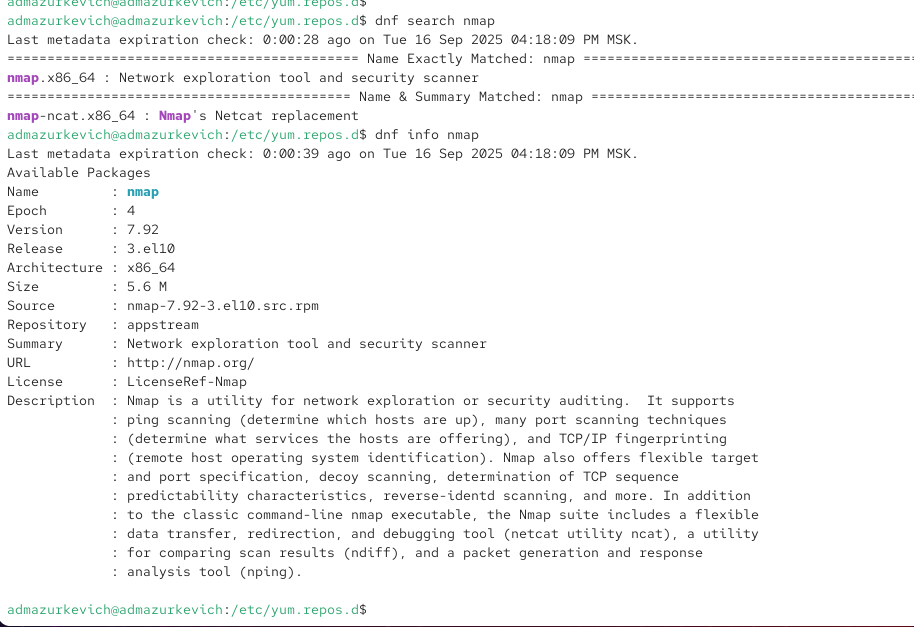 admazurkevich@admazurkevich:/etc/yum.repos.d$
admazurkevich@admazurkevich:/etc/yum.repos.d$ dnf search nmap
Last metadata expiration check: 0:00:28 ago on Tue 16 Sep 2025 04:18:09 PM MSK.
============================================ Name Exactly Matched: nmap ==========================================
nmap.x86_64 : Network exploration tool and security scanner
=========================================== Name & Summary Matched: nmap =========================================
nmap-ncat.x86_64 : Nmap's Netcat replacement
admazurkevich@admazurkevich:/etc/yum.repos.d$ dnf info nmap
Last metadata expiration check: 0:00:39 ago on Tue 16 Sep 2025 04:18:09 PM MSK.
Available Packages
Name         : nmap
Epoch        : 4
Version      : 7.92
Release      : 3.el10
Architecture : x86_64
Size         : 5.6 M
Source       : nmap-7.92-3.el10.src.rpm
Repository   : appstream
Summary      : Network exploration tool and security scanner
URL          : http://nmap.org/
License      : LicenseRef-Nmap
Description  : Nmap is a utility for network exploration or security auditing.  It supports
             : ping scanning (determine which hosts are up), many port scanning techniques
             : (determine what services the hosts are offering), and TCP/IP fingerprinting
             : (remote host operating system identification). Nmap also offers flexible target
             : and port specification, decoy scanning, determination of TCP sequence
             : predictability characteristics, reverse-identd scanning, and more. In addition
             : to the classic command-line nmap executable, the Nmap suite includes a flexible
             : data transfer, redirection, and debugging tool (netcat utility ncat), a utility
             : for comparing scan results (ndiff), and a packet generation and response
             : analysis tool (nping).
admazurkevich@admazurkevich:/etc/yum.repos.d$